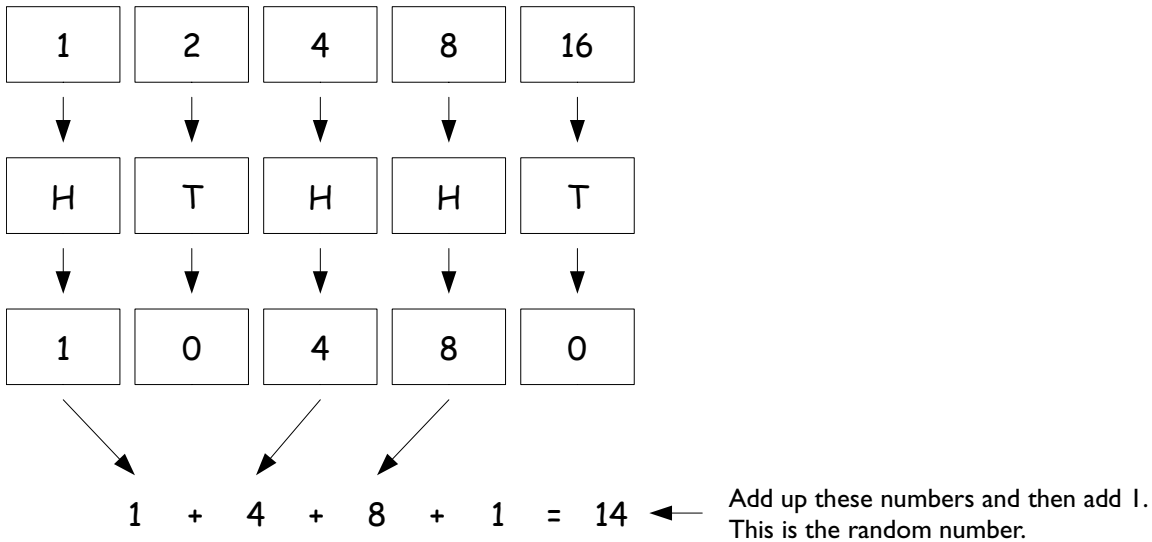 1 2 4 8 16
H T H H T
1 0 4 8 0
1 + 4 + 8 + 1 = 14
Add up these numbers and then add 1.
This is the random number.